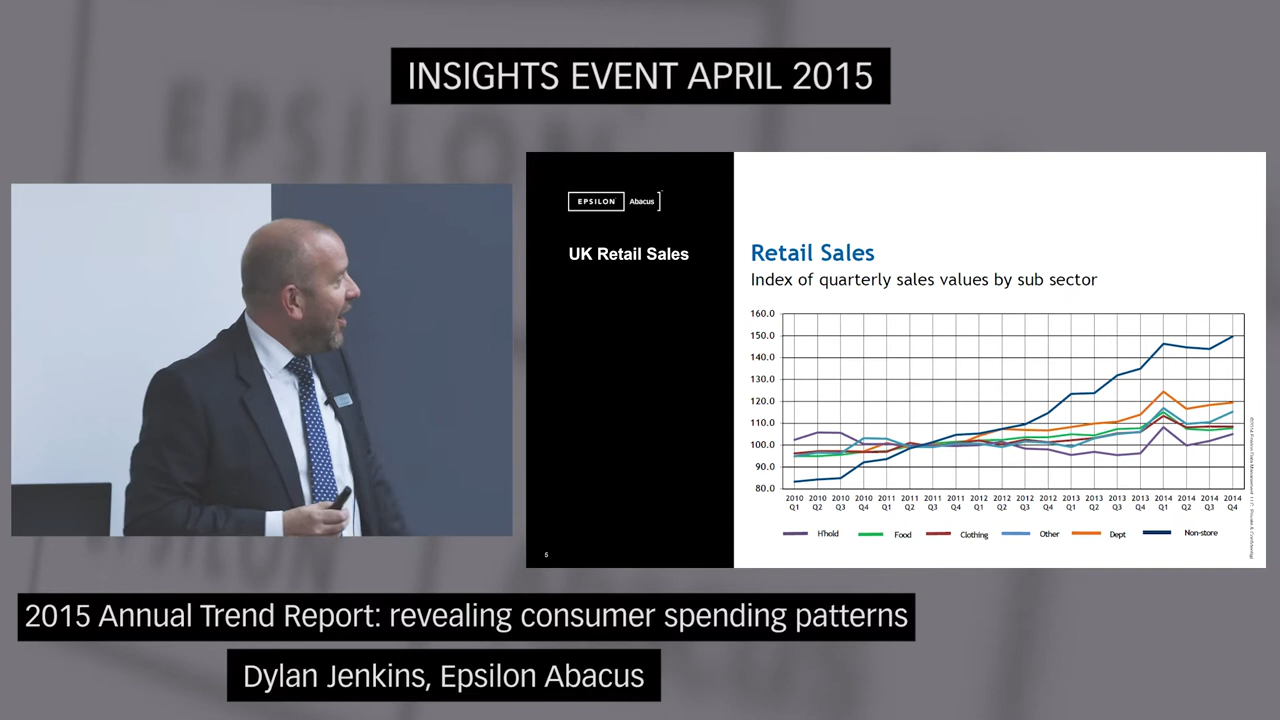 INSIGHTS EVENT APRIL 2015
EPSILON
EPSILON Abacus
UK Retail Sales
Retail Sales
Index of quarterly sales values by sub sector
160.0
150.0
140.0
130.0
120.0
110.0
100.0
90.0
80.0
2010 2010 2010 2010 2011 2011 2011 2011 2012 2012 2012 2012 2013 2013 2013 2013 2014 2014 2014 2014
Q1 Q2 Q3 Q4 Q1 Q2 Q3 Q4 Q1 Q2 Q3 Q4 Q1 Q2 Q3 Q4 Q1 Q2 Q3 Q4
H'hold Food Clothing Other Dept Non-store
5
2015 Annual Trend Report: revealing consumer spending patterns
Dylan Jenkins, Epsilon Abacus